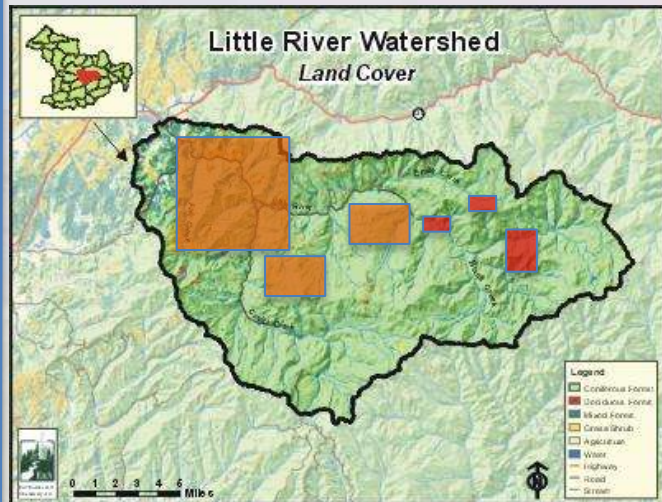 Little River Watershed
Land Cover
River
Legend
Coniferous Forest
Deciduous Forest
Mixed Forest
Grass Shrub
Agriculture
Water
Highway
Road
Stream
0 1 2 3 4 5 6
Miles
N